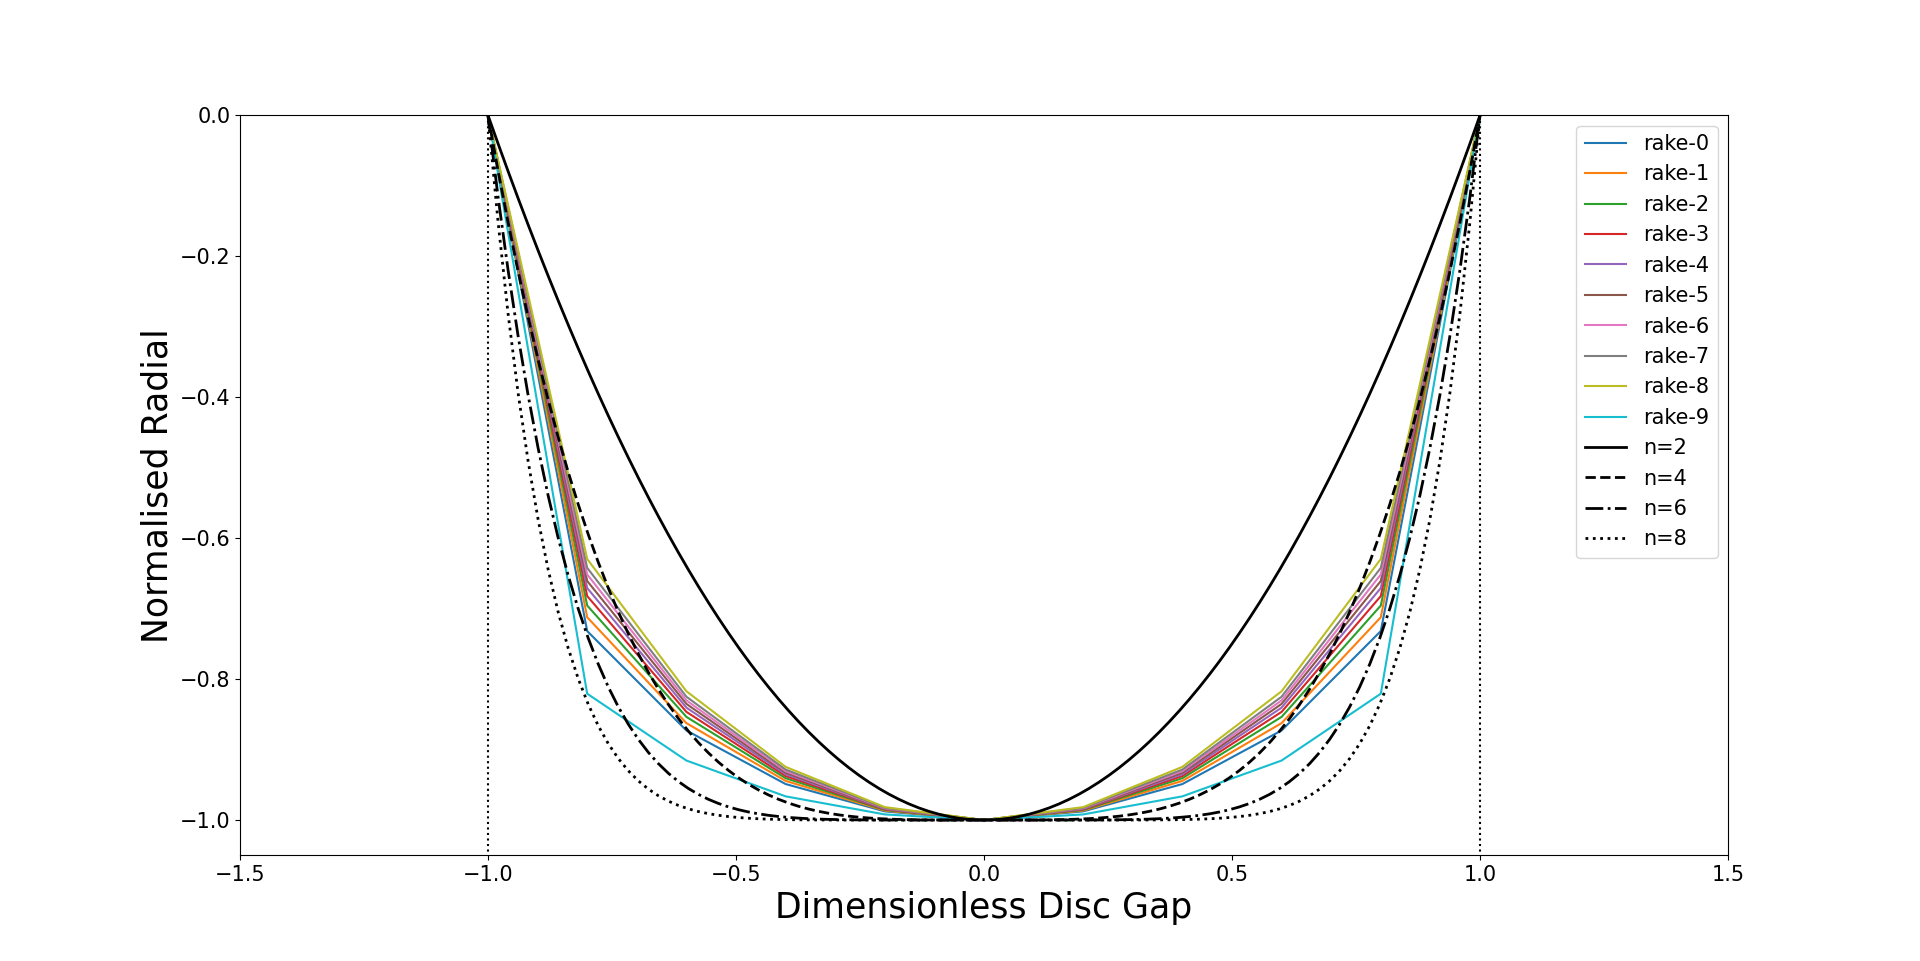 0.0
−0.2
−0.4
−0.6
−0.8
−1.0
Normalised Radial
−1.5
−1.0
−0.5
0.0
0.5
1.0
1.5
Dimensionless Disc Gap
rake-0
rake-1
rake-2
rake-3
rake-4
rake-5
rake-6
rake-7
rake-8
rake-9
n=2
n=4
n=6
n=8